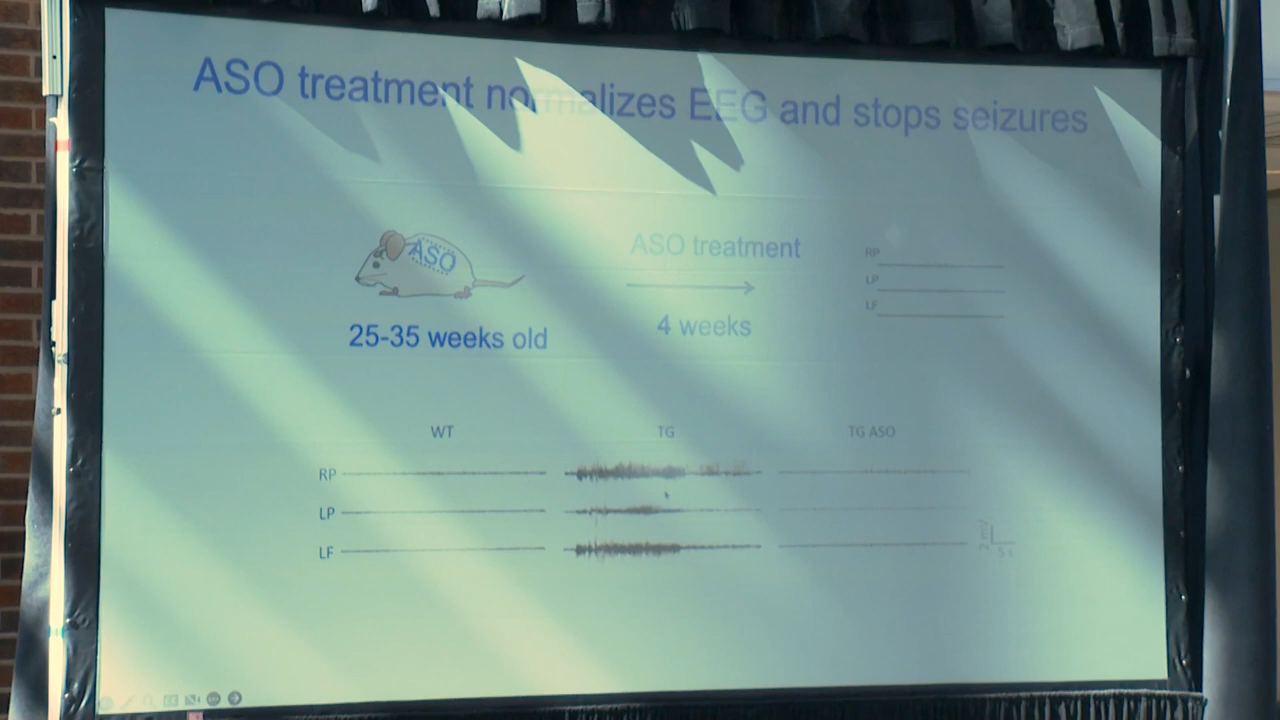 ASO treatment normalizes EEG and stops seizures
ASO
25-35 weeks old
ASO treatment
4 weeks
RP
LP
LF
WT
TG
TG ASO
RP
LP
LF
5 s